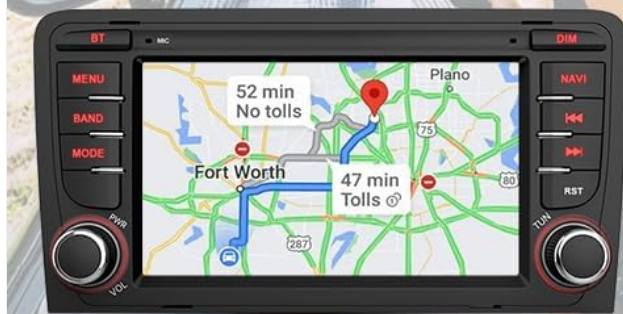 BT
MIC
DIM
MENU
BAND
MODE
NAVI
RST
PWR
VOL
TUN
52 min
No tolls
Plano
75
Fort Worth
47 min
Tolls
80
287